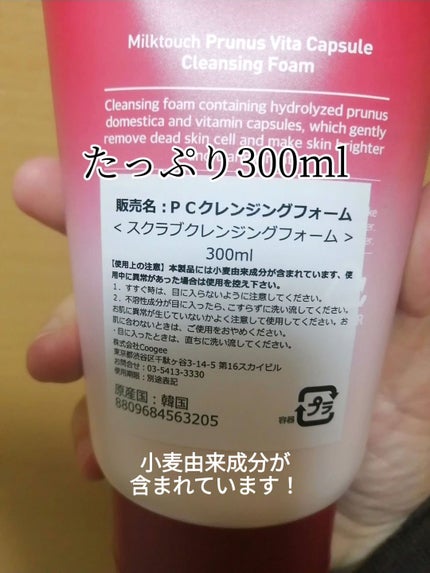 Milktouch Prunus Vita Capsule
Cleansing Foam
Cleansing foam containing hydrolyzed prunus
domestica and vitamin capsules, which gently
remove dead skin cell and make skin brighter
たっぷり300ml
販売名：ＰＣクレンジングフォーム
＜スクラブクレンジングフォーム＞
300ml
【使用上の注意】本製品には小麦由来成分が含まれています、使
用中に異常があった場合は使用を控え下さい。
１．すすぐ時は、目に入らないように注意してください。
２．不溶性成分が目に入ったら、こすらずに洗い流してください。
お肌に異常が生じていないかよく注意して使用してください。お
肌に合わないときは、ご使用をおやめください。
・目に入ったときは、直ちに洗い流してください。
株式会社Coogee
東京都渋谷区千駄ヶ谷3-14-5 第16スカイビル
お問合せ：03-5413-3330
使用期限：別途表記
原産国：韓国
8809684563205
プラ
容器
小麦由来成分が
含まれています！